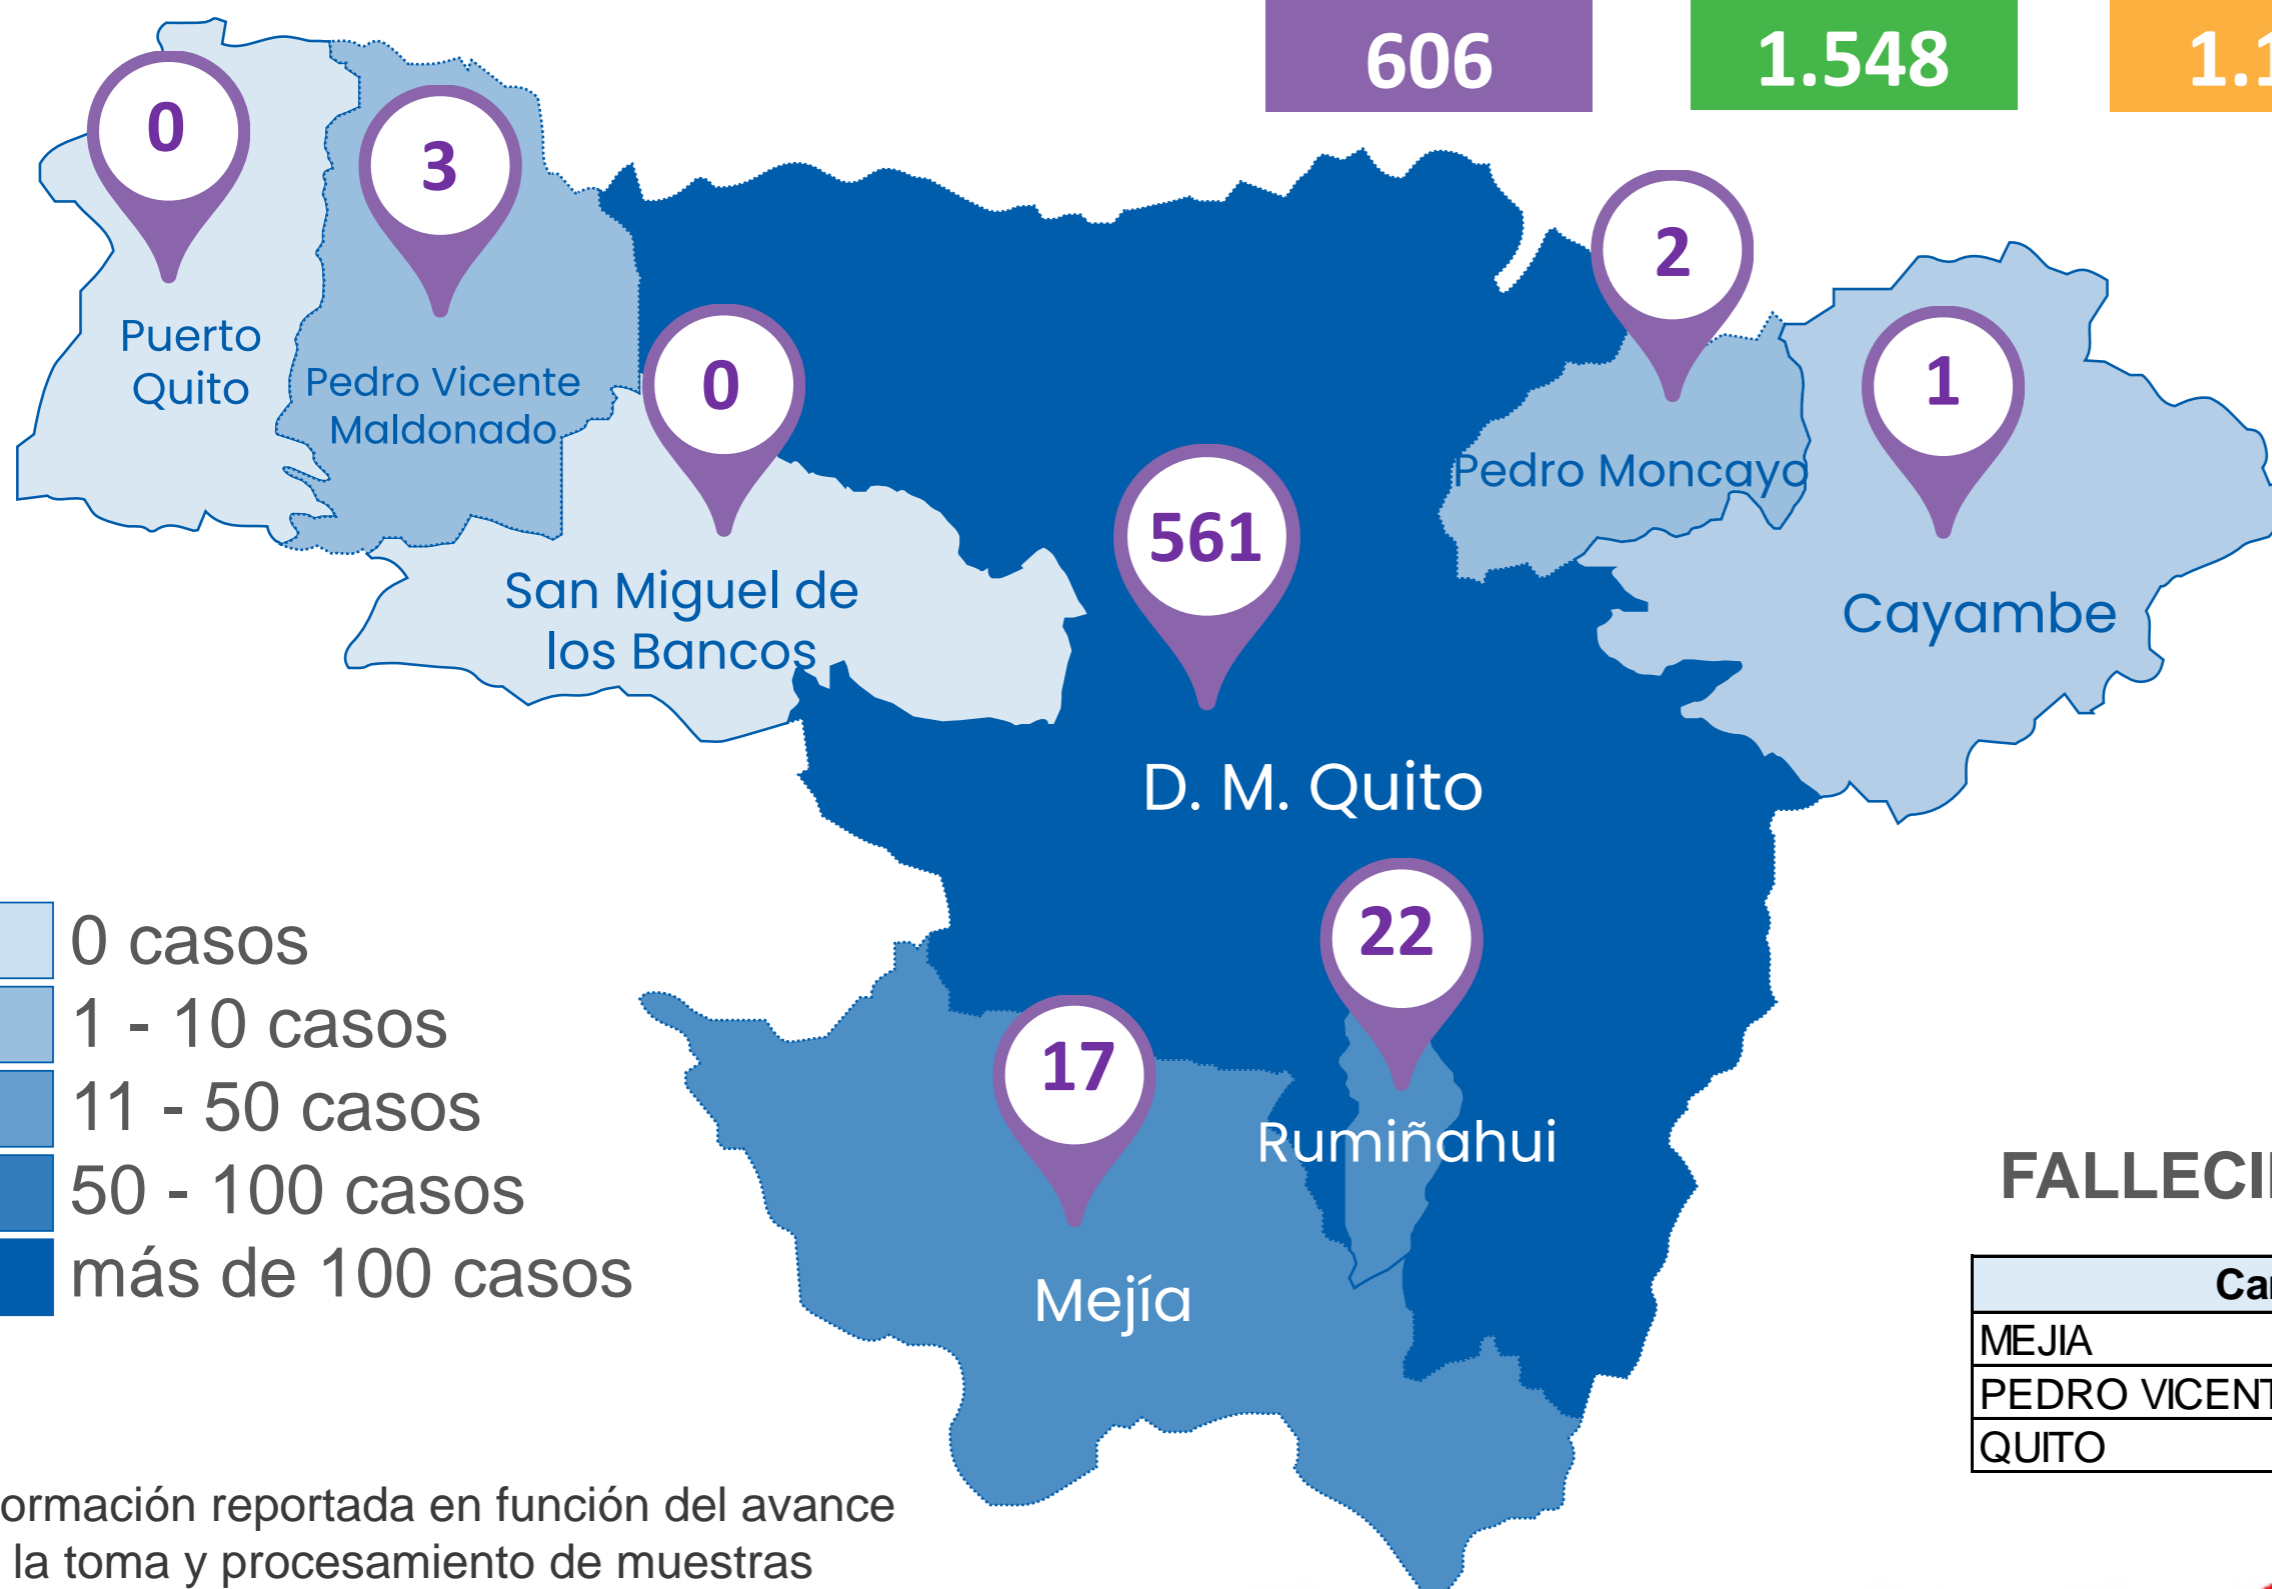 606
1.548
0
3
2
1
0
Puerto
Quito
Pedro Vicente
Maldonado
561
Pedro Moncayo
San Miguel de
los Bancos
Cayambe
D. M. Quito
0 casos
1 - 10 casos
11 - 50 casos
50 - 100 casos
más de 100 casos
22
17
Rumiñahui
Mejía
MEJIA
PEDRO
QUITO
reportada en función del avance
la toma y procesamiento de muestras